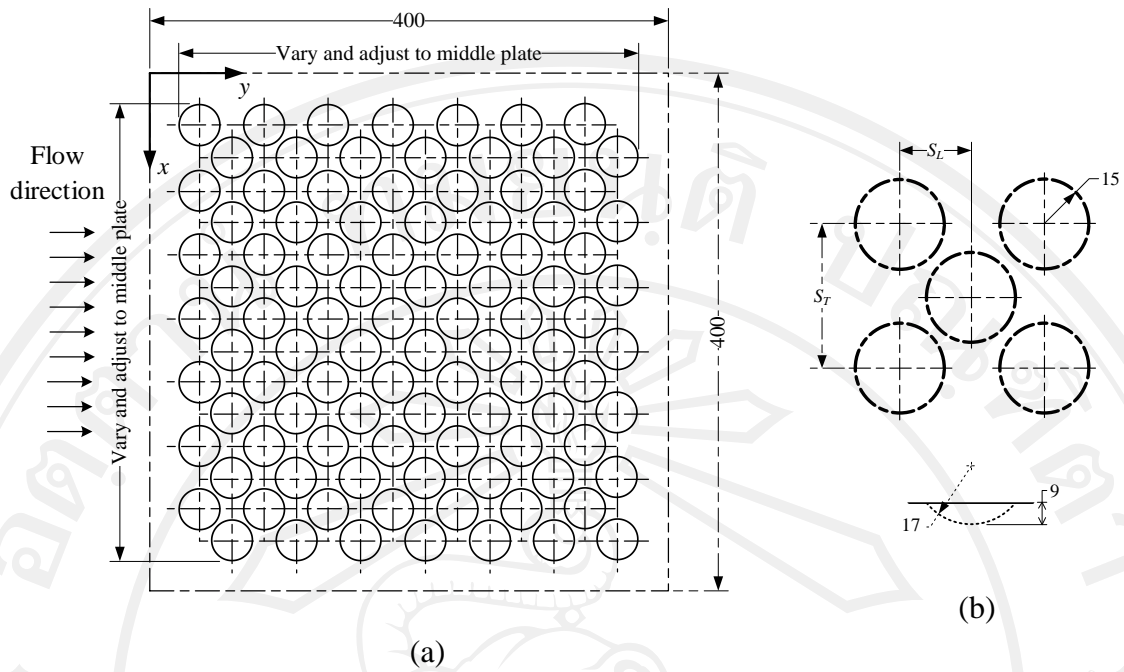 400
Vary and adjust to middle plate
y
x
Flow
direction
Vary and adjust to middle plate
400
(a)
S_L
15
S_T
9
17
(b)